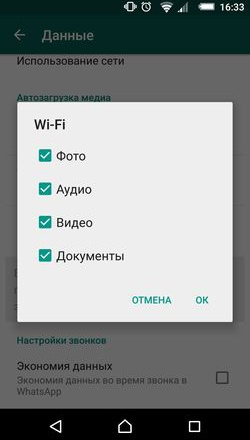 16:33
Данные
Использование сети
Автозагрузка медиа
Wi-Fi
Фото
Аудио
Видео
Документы
ОТМЕНА
ОК
Настройки звонков
Экономия данных
Экономия данных во время звонка в
WhatsApp